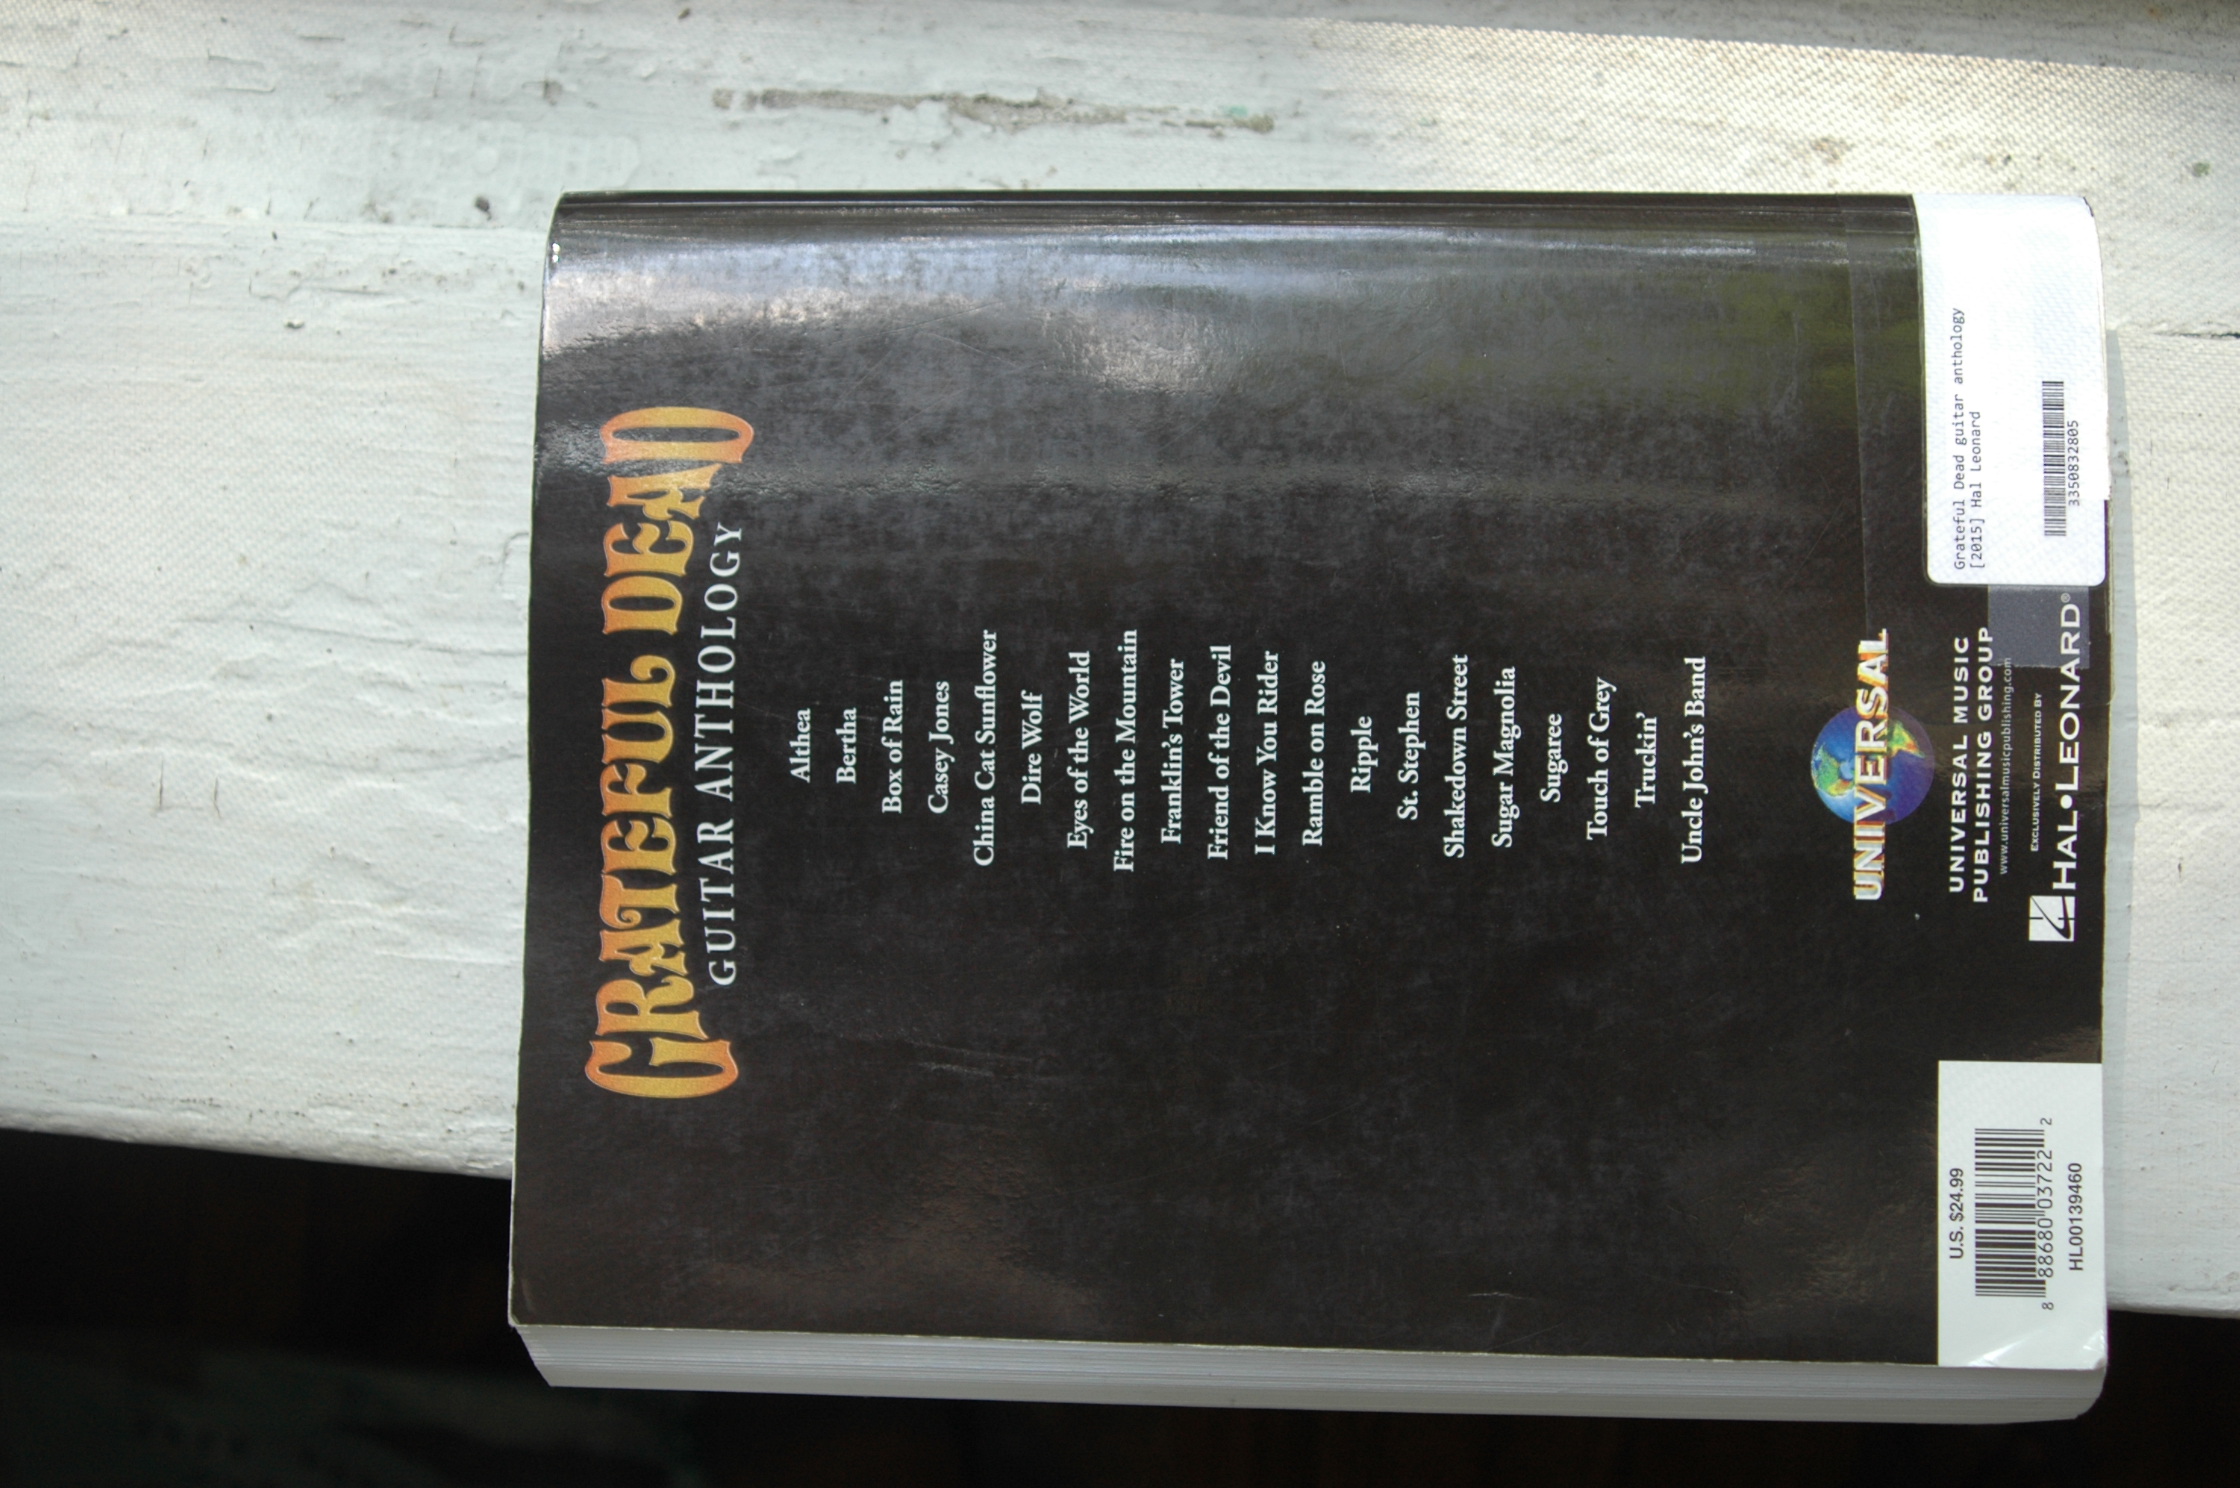 GRATEFUL DEAD
GUITAR ANTHOLOGY
Althea
Bertha
Box of Rain
Casey Jones
China Cat Sunflower
Dire Wolf
Eyes of the World
Fire on the Mountain
Franklin's Tower
Friend of the Devil
I Know You Rider
Ramble on Rose
Ripple
St. Stephen
Shakedown Street
Sugar Magnolia
Sugaree
Touch of Grey
Truckin'
Uncle John's Band
UNIVERSAL
UNIVERSAL MUSIC
PUBLISHING GROUP
www.universalmusicpublishing.com
EXCLUSIVELY DISTRIBUTED BY
HAL•LEONARD®
U.S. $24.99
8 88680 03722 2
HL00139460
Grateful Dead guitar anthology
[2015] Hal Leonard
3350832805